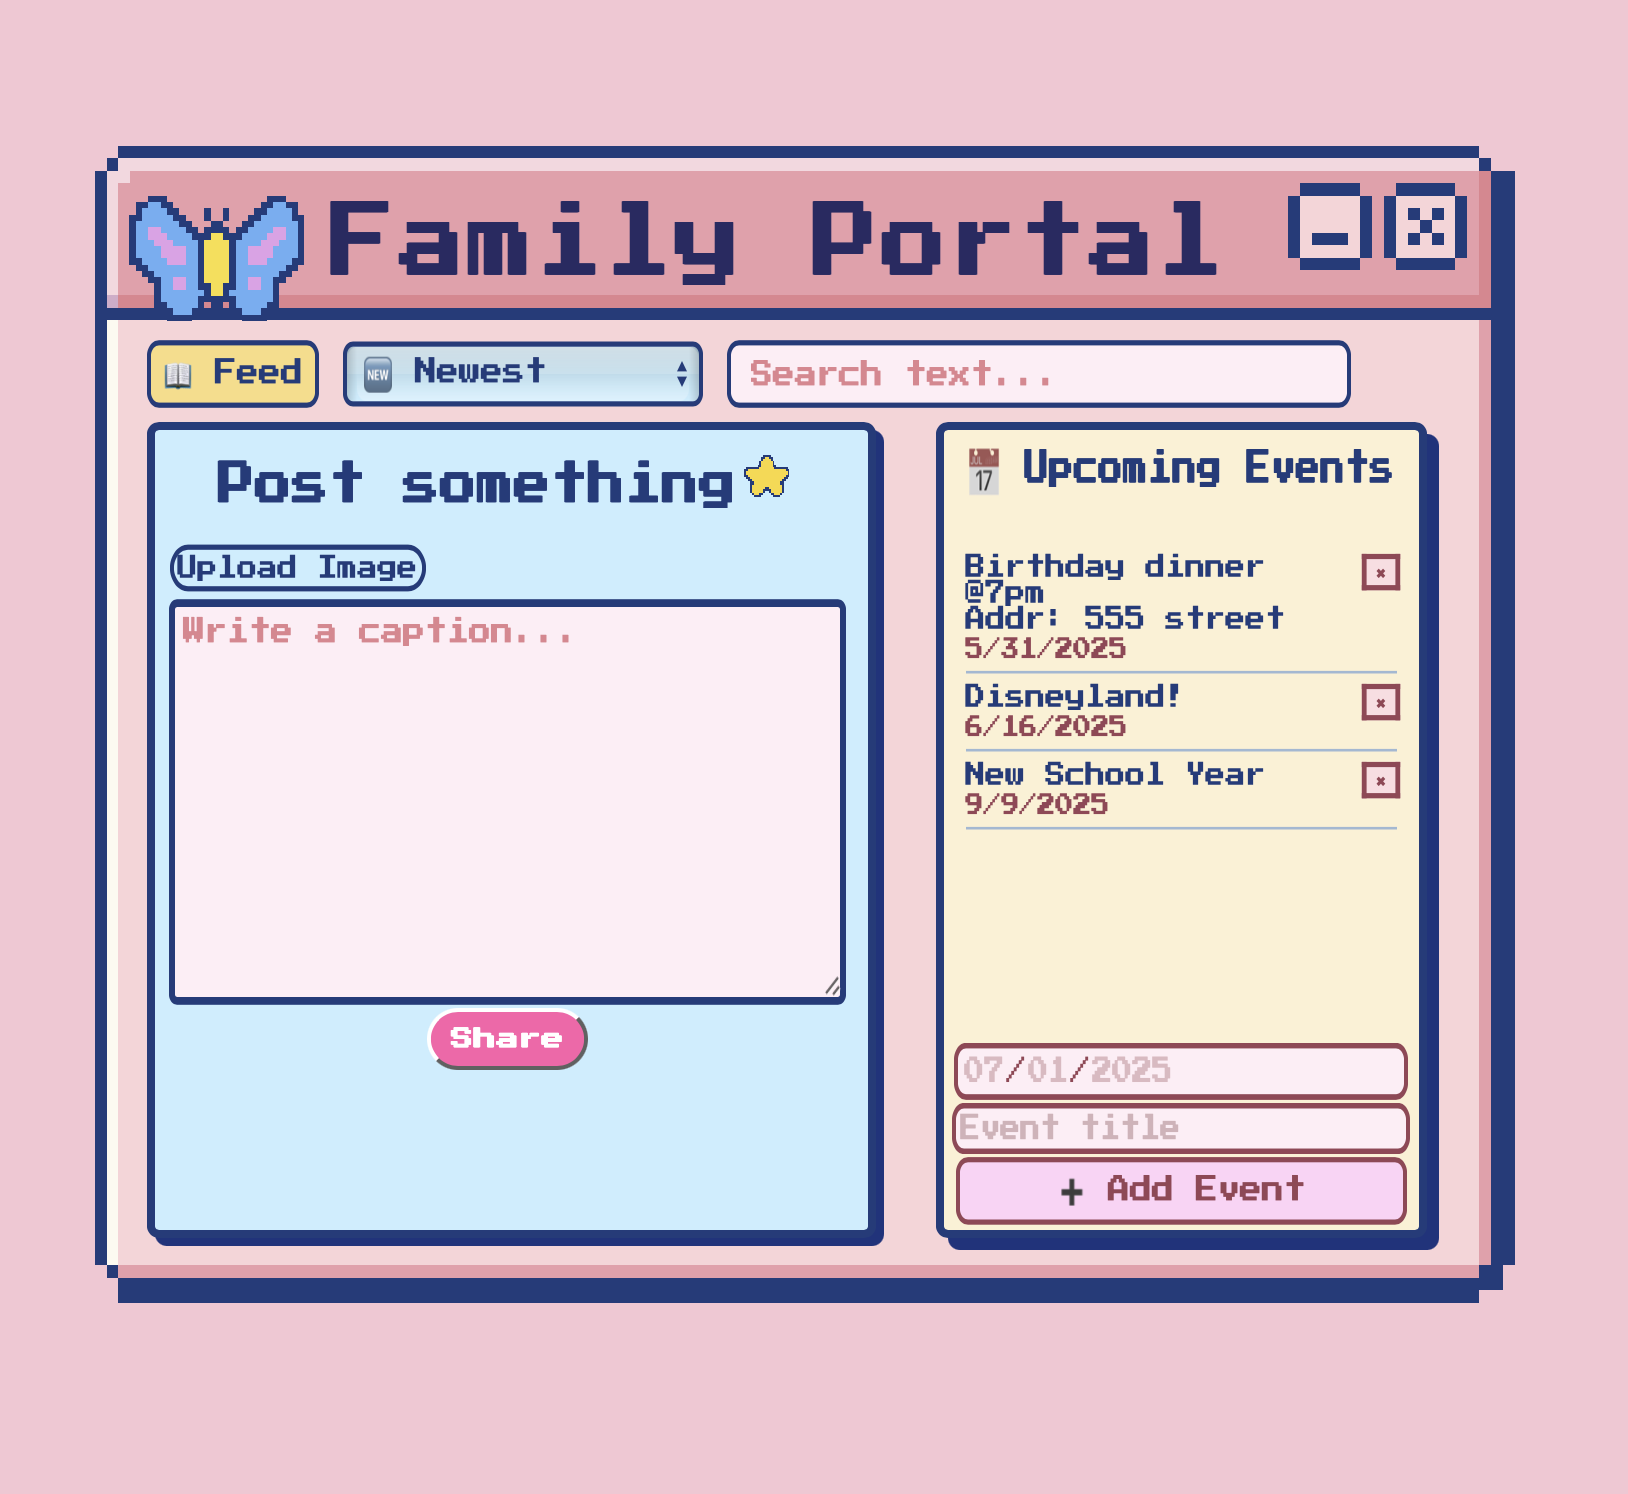 Family Portal
Feed
NEW Newest
Search text...
Post something
Upload Image
Write a caption...
Share
JUL 17 Upcoming Events
Birthday dinner
@7pm
Addr: 555 street
5/31/2025
Disneyland!
6/16/2025
New School Year
9/9/2025
07/01/2025
Event title
+ Add Event